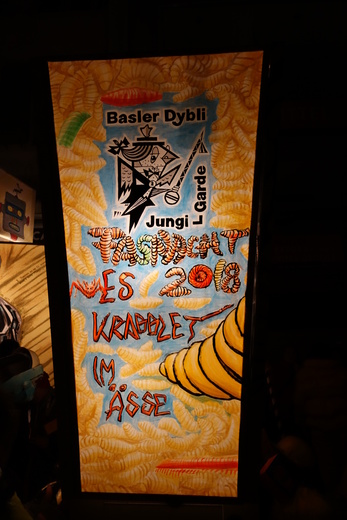 Basler Dybli
Jungi Garde
FASNACHT
2018
ES
KRABBLET
IM
ÄSSE